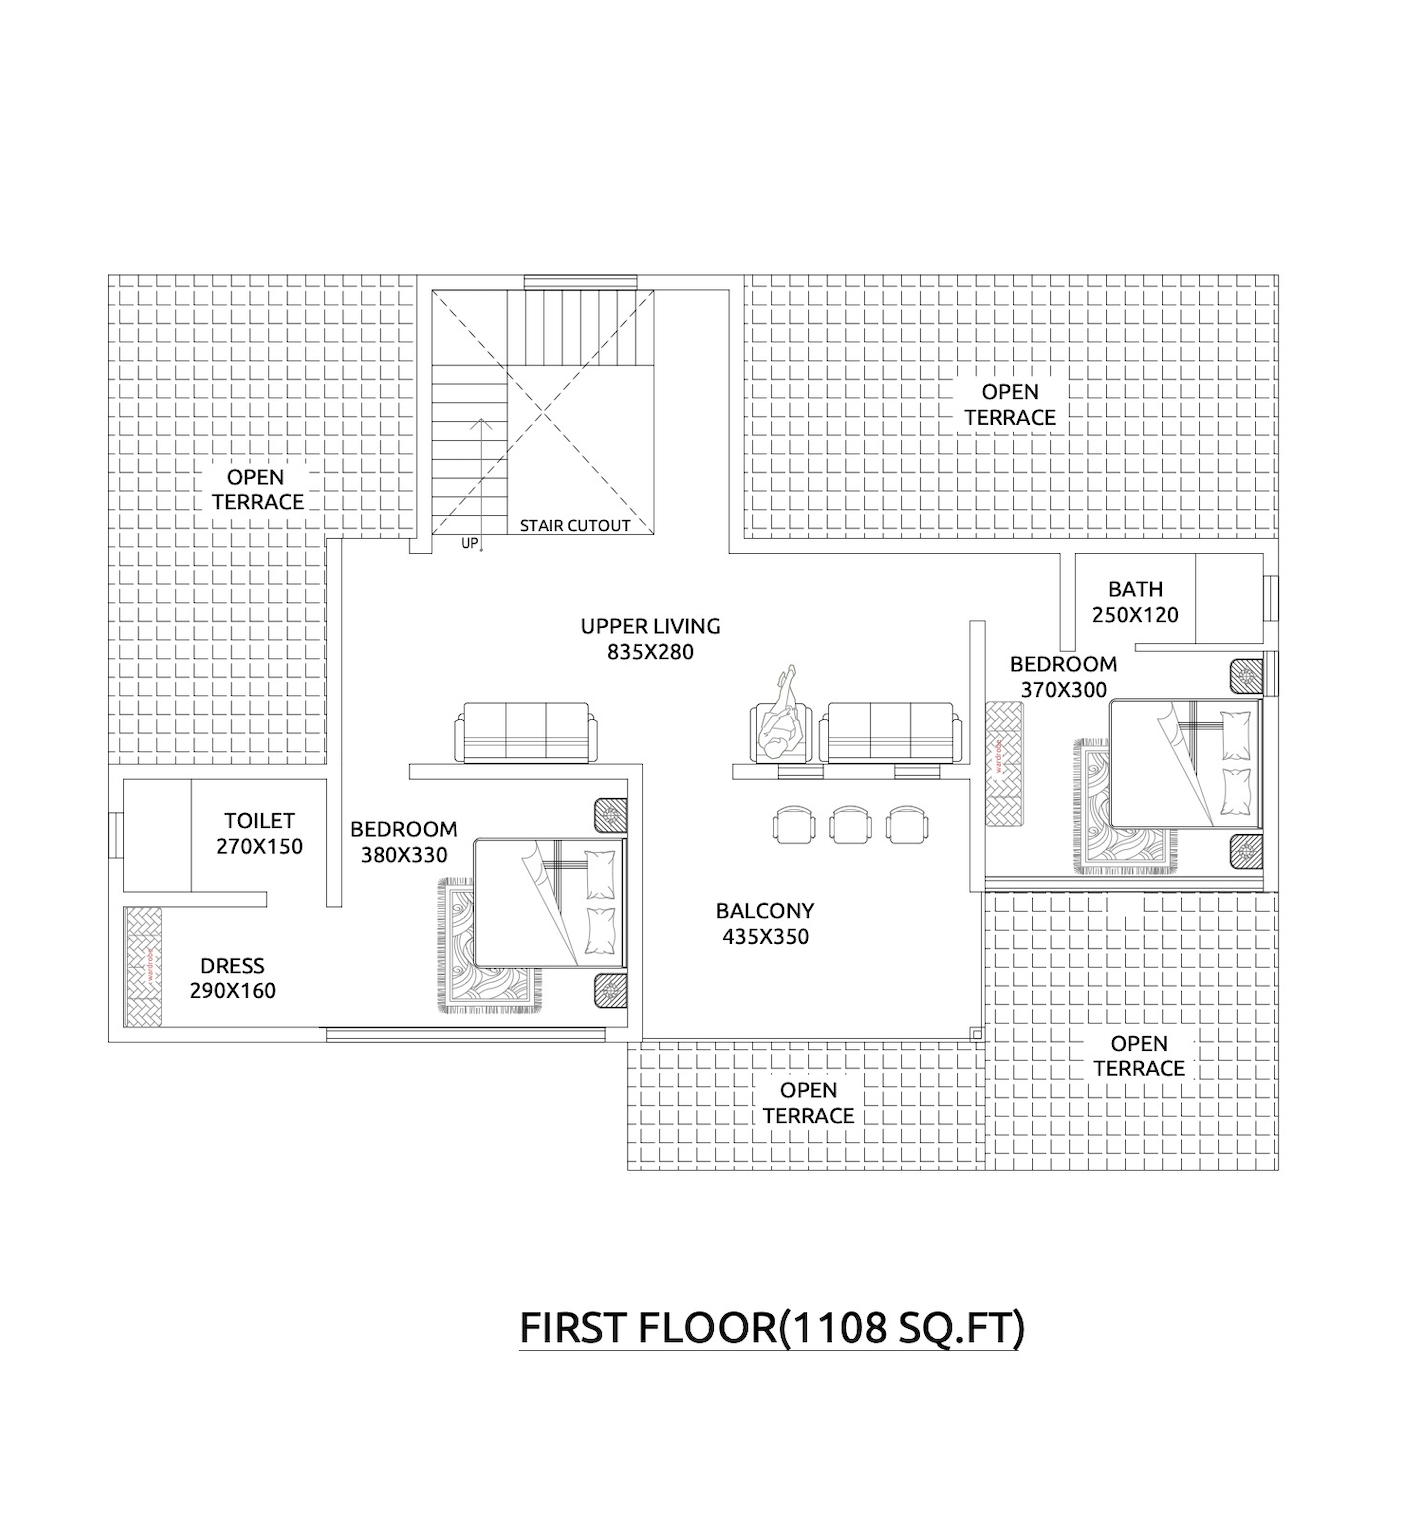 OPEN
TERRACE
OPEN
TERRACE
STAIR CUTOUT
UP
BATH
250X120
UPPER LIVING
835X280
BEDROOM
370X300
wardrobe
TOILET
270X150
BEDROOM
380X330
BALCONY
435X350
DRESS
290X160
wardrobe
OPEN
TERRACE
OPEN
TERRACE
FIRST FLOOR(1108 SQ.FT)